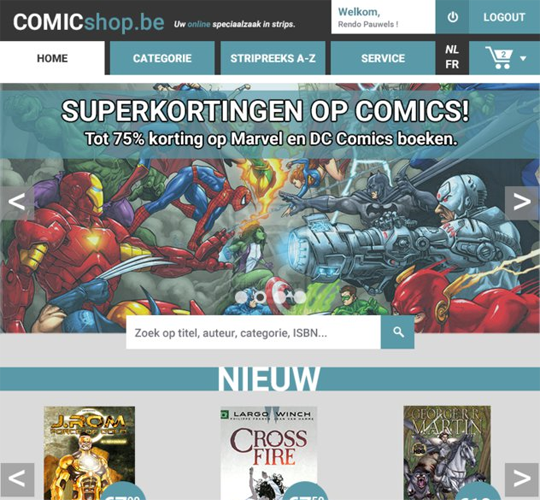 COMICshop.be
Uw online speciaalzaak in strips.
Welkom,
Rendo Pauwels !
LOGOUT
HOME
CATEGORIE
STRIPREEKS A-Z
SERVICE
NL
FR
2
SUPERKORTINGEN OP COMICS!
Tot 75% korting op Marvel en DC Comics boeken.
<
>
Zoek op titel, auteur, categorie, ISBN...
NIEUW
J.ROM
LARGO WINCH
CROSS
FIRE
GEORGE R.R.
MARTIN
<
>